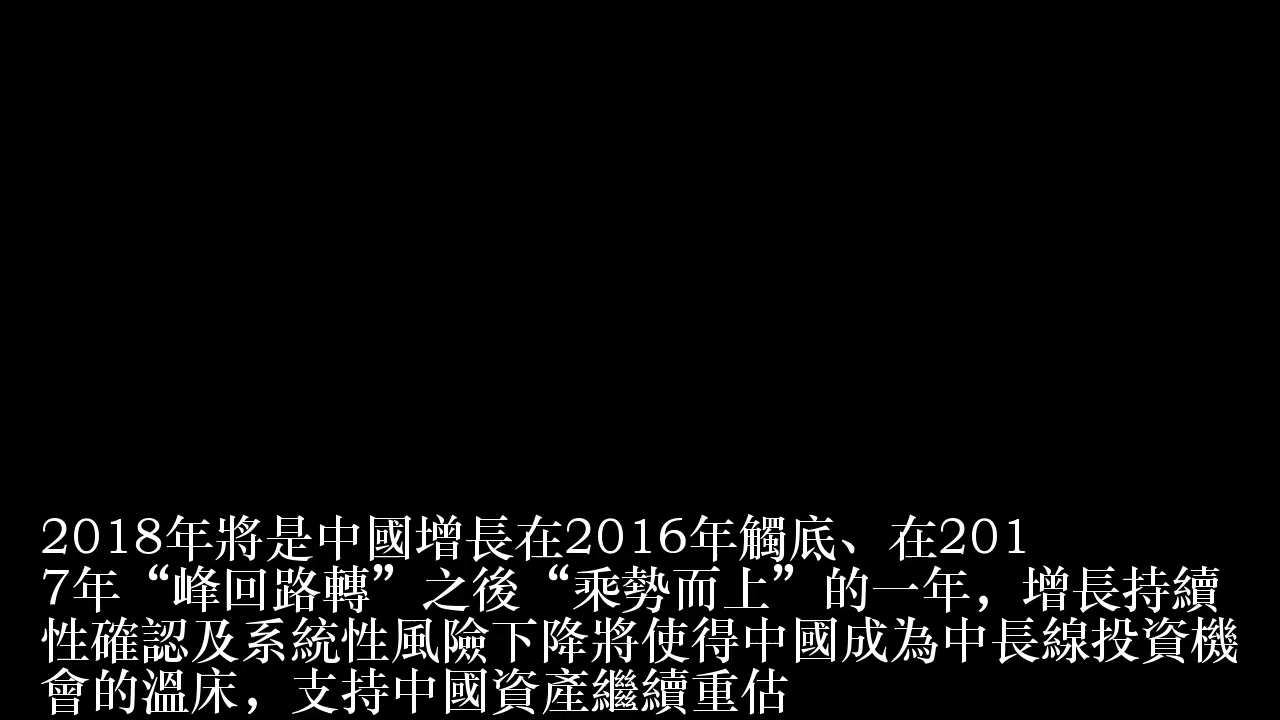 2018年將是中國增長在2016年觸底、在201
7年“峰回路轉”之後“乘勢而上”的一年，增長持續
性確認及系統性風險下降將使得中國成為中長線投資機
會的溫床，支持中國資產繼續重估